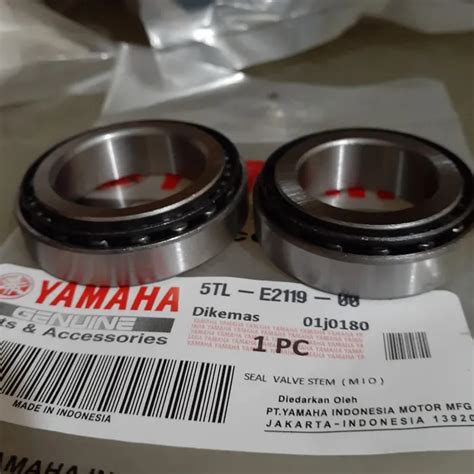 YAMAHA
GENUINE
ts & Accessories
MADE IN INDONESIA
5TL - E2119 - 00
Dikemas 01J0180
1 PC
SEAL VALVE STEM (MIO)
Diedarkan Oleh
PT.YAMAHA INDONESIA MOTOR MFG
JAKARTA-INDONESIA 13920